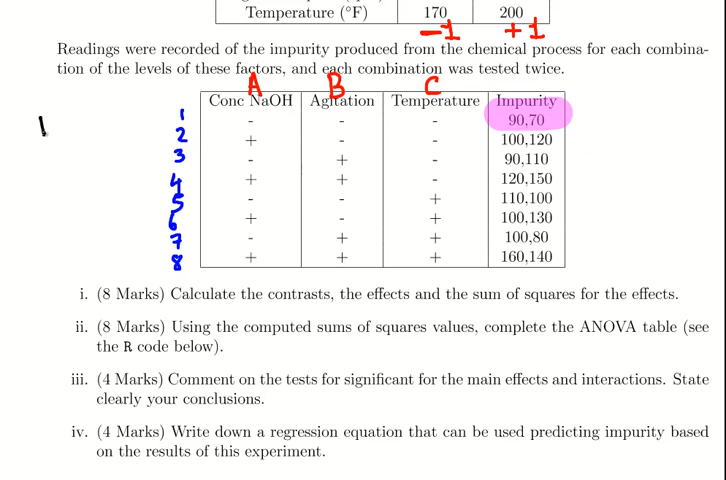 Temperature (°F) 170 200
−1 +1
Readings were recorded of the impurity produced from the chemical process for each combina-
tion of the levels of these factors, and each combination was tested twice.
A B C
Conc NaOH Agitation Temperature Impurity
1 - - - 90,70
2 + - - 100,120
3 - + - 90,110
4 + + - 120,150
5 - - + 110,100
6 + - + 100,130
7 - + + 100,80
8 + + + 160,140
i. (8 Marks) Calculate the contrasts, the effects and the sum of squares for the effects.
ii. (8 Marks) Using the computed sums of squares values, complete the ANOVA table (see
the R code below).
iii. (4 Marks) Comment on the tests for significant for the main effects and interactions. State
clearly your conclusions.
iv. (4 Marks) Write down a regression equation that can be used predicting impurity based
on the results of this experiment.